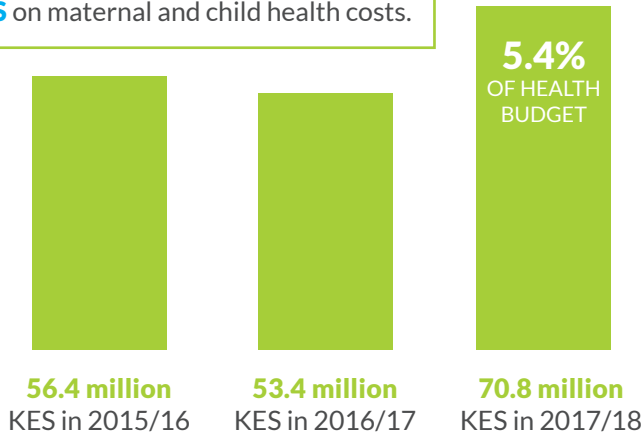 on maternal and child health costs.
5.4%
OF HEALTH
BUDGET
56.4 million
KES in 2015/16
53.4 million
KES in 2016/17
70.8 million
KES in 2017/18